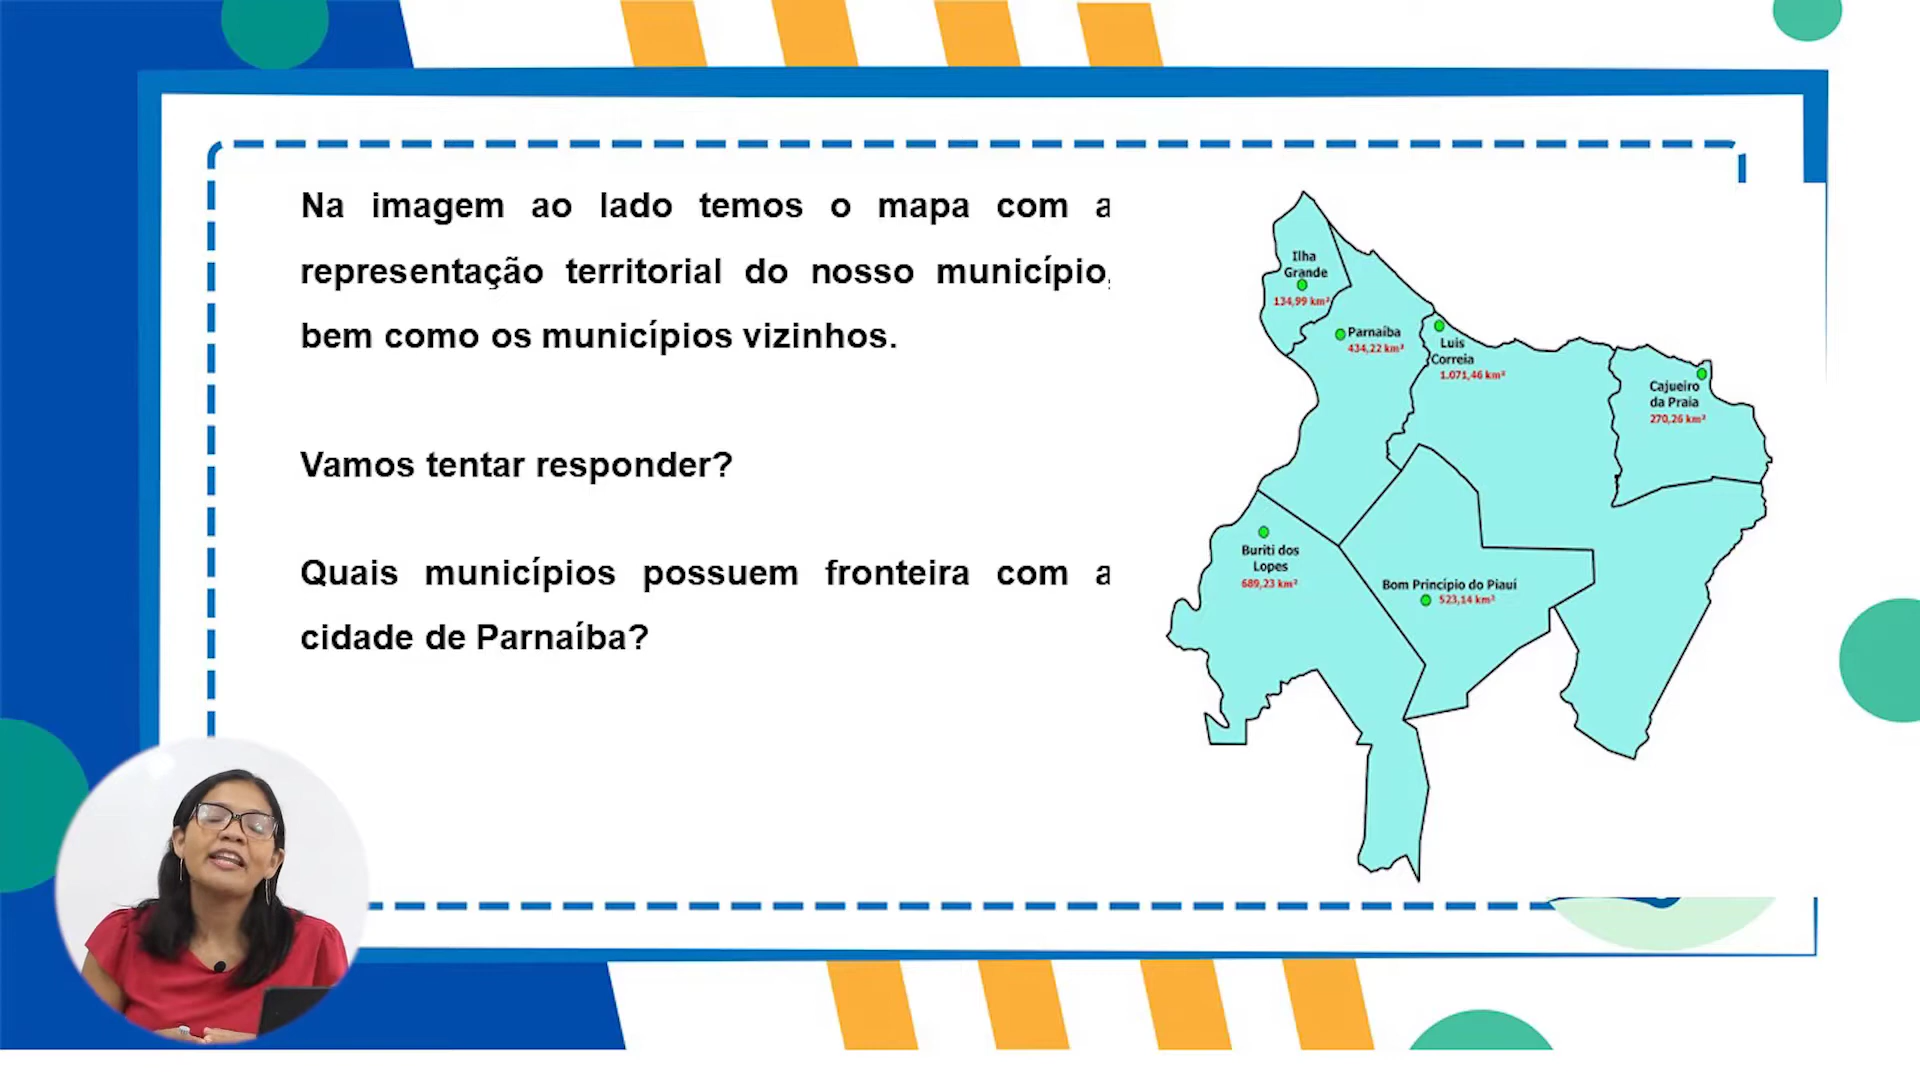 Na imagem ao lado temos o mapa com a
representação territorial do nosso município,
bem como os municípios vizinhos.
Vamos tentar responder?
Quais municípios possuem fronteira com a
cidade de Parnaíba?
Ilha
Grande
134,99 km²
Parnaíba
434,22 km²
Luis
Correia
1.071,46 km²
Cajueiro
da Praia
270,26 km²
Buriti dos
Lopes
689,23 km²
Bom Princípio do Piauí
523,14 km²